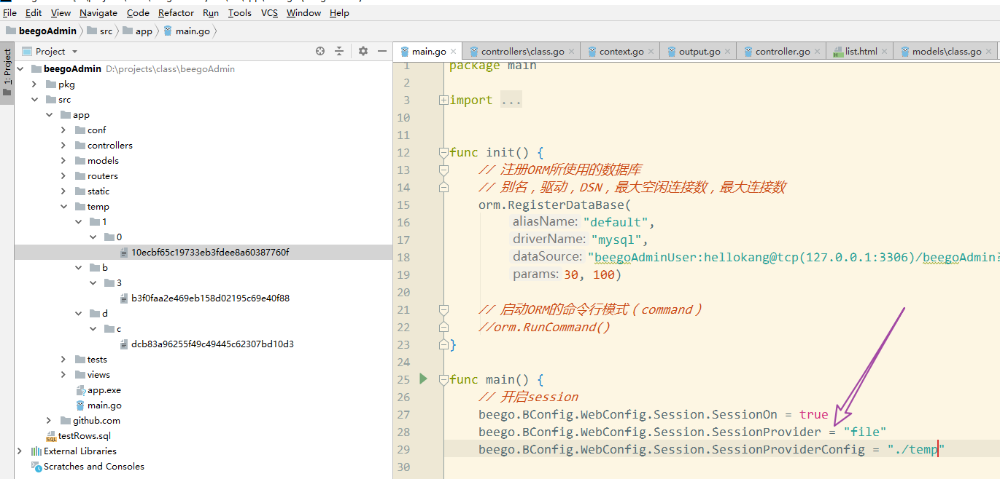 File Edit View Navigate Code Refactor Run Tools VCS Window Help
beegoAdmin src app main.go
1: Project
Project
main.go controllers\class.go context.go output.go controller.go list.html models\class.go
beegoAdmin D:\projects\class\beegoAdmin
pkg
src
app
conf
controllers
models
routers
static
temp
1
0
10ecbf65c19733eb3fdee8a60387760f
b
3
b3f0faa2e469eb158d02195c69e40f88
d
c
dcb83a96255f49c49445c62307bd10d3
tests
views
app.exe
main.go
github.com
testRows.sql
External Libraries
Scratches and Consoles
1 package main
2
3 import ...
10
11
12 func init() {
13 // 注册ORM所使用的数据库
14 // 别名，驱动，DSN，最大空闲连接数，最大连接数
15 orm.RegisterDataBase(
16 aliasName: "default",
17 driverName: "mysql",
18 dataSource: "beegoAdminUser:hellokang@tcp(127.0.0.1:3306)/beegoAdmin?
19 params: 30, 100)
20
21 // 启动ORM的命令行模式（command）
22 //orm.RunCommand()
23 }
24
25 func main() {
26 // 开启session
27 beego.BConfig.WebConfig.Session.SessionOn = true
28 beego.BConfig.WebConfig.Session.SessionProvider = "file"
29 beego.BConfig.WebConfig.Session.SessionProviderConfig = "./temp"
30